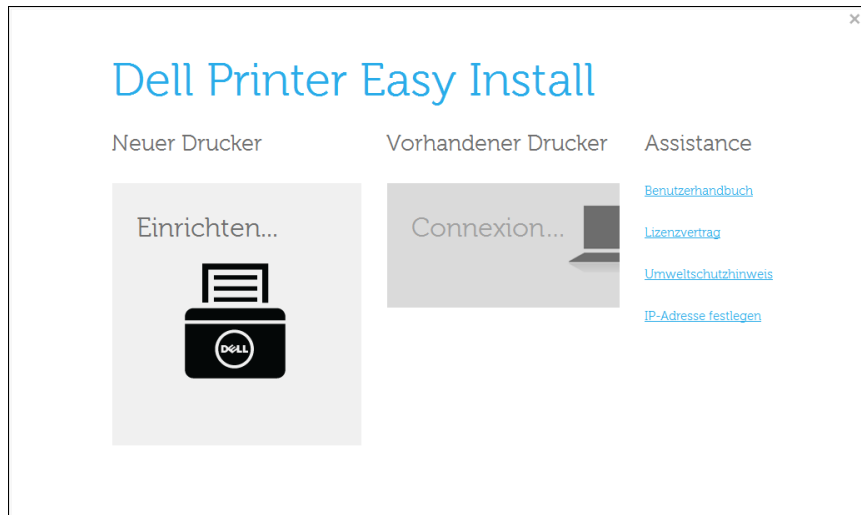 ×
Dell Printer Easy Install
Neuer Drucker
Vorhandener Drucker
Assistance
Einrichten...
DELL
Connexion...
Benutzerhandbuch
Lizenzvertrag
Umweltschutzhinweis
IP-Adresse festlegen